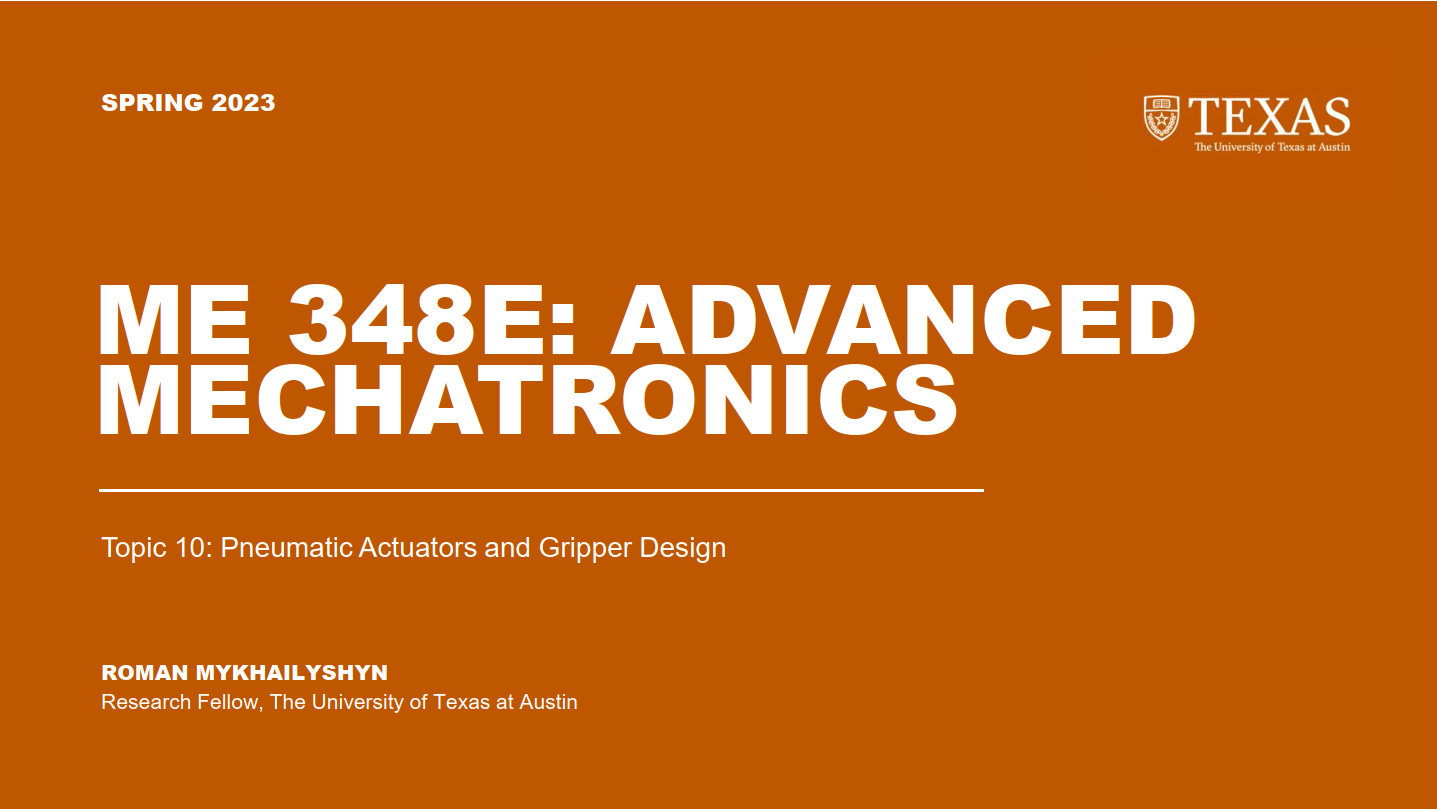 SPRING 2023
TEXAS
The University of Texas at Austin
ME 348E: ADVANCED
MECHATRONICS
Topic 10: Pneumatic Actuators and Gripper Design
ROMAN MYKHAILYSHYN
Research Fellow, The University of Texas at Austin